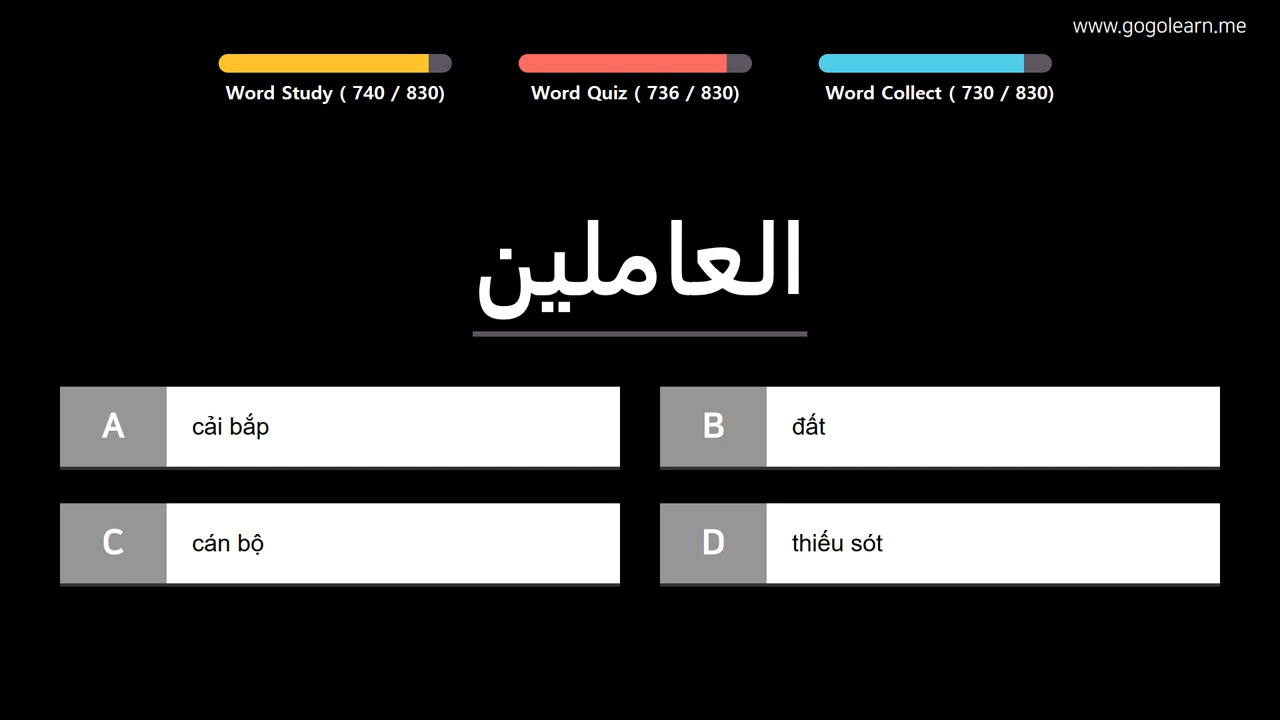 www.gogolearn.me
Word Study ( 740 / 830)
Word Quiz ( 736 / 830)
Word Collect ( 730 / 830)
العاملين
A
cải bắp
B
đất
C
cán bộ
D
thiếu sót